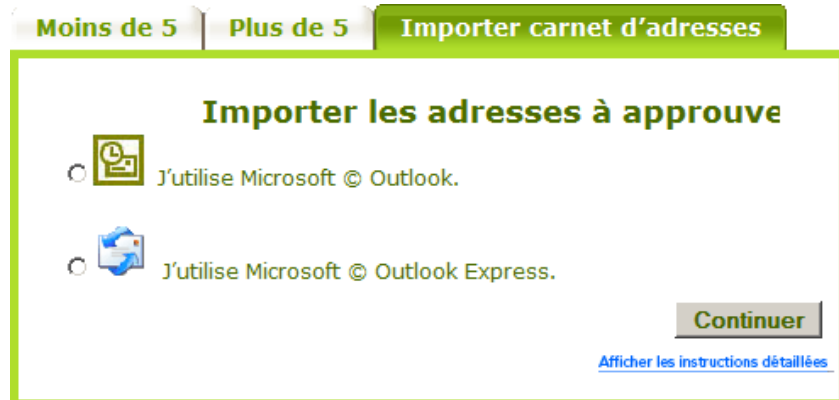 Moins de 5 Plus de 5 Importer carnet d'adresses
Importer les adresses à approuve
J'utilise Microsoft © Outlook.
J'utilise Microsoft © Outlook Express.
Continuer
Afficher les instructions détaillées